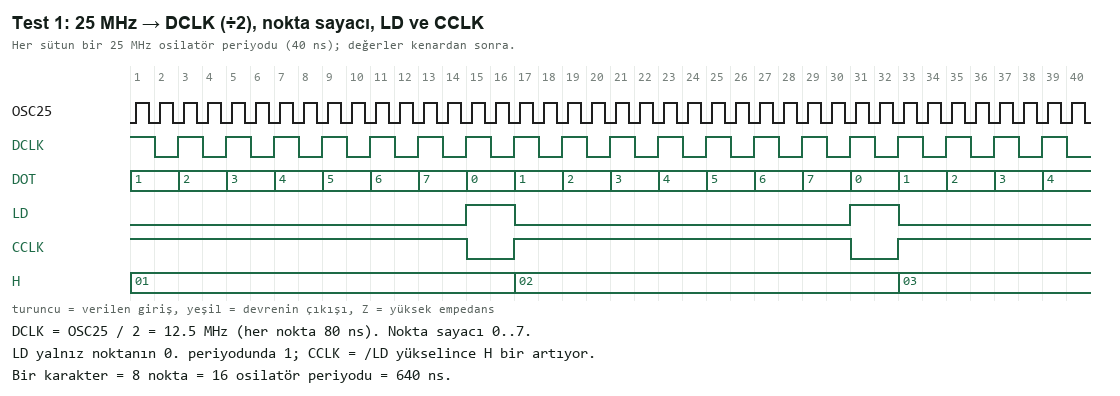 Test 1: 25 MHz → DCLK (÷2), nokta sayacı, LD ve CCLK
Her sütun bir 25 MHz osilatör periyodu (40 ns); değerler kenardan sonra.
1 2 3 4 5 6 7 8 9 10 11 12 13 14 15 16 17 18 19 20 21 22 23 24 25 26 27 28 29 30 31 32 33 34 35 36 37 38 39 40
OSC25
DCLK
DOT 1 2 3 4 5 6 7 0 1 2 3 4 5 6 7 0 1 2 3 4
LD
CCLK
H 01 02 03
turuncu = verilen giriş, yeşil = devrenin çıkışı, Z = yüksek empedans
DCLK = OSC25 / 2 = 12.5 MHz (her nokta 80 ns). Nokta sayacı 0..7.
LD yalnız noktanın 0. periyodunda 1; CCLK = /LD yükselince H bir artıyor.
Bir karakter = 8 nokta = 16 osilatör periyodu = 640 ns.